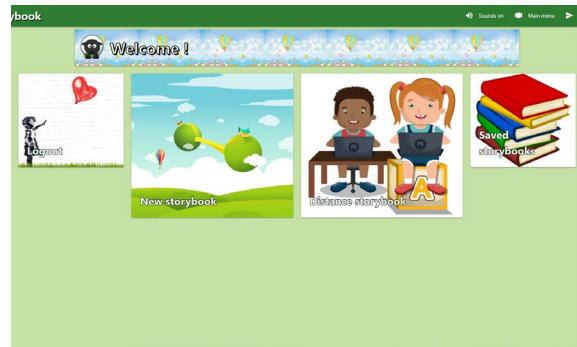 ybook
Sounds on
Main menu
Welcome !
Logout
New storybook
Distance storybook
A
Saved
storybooks